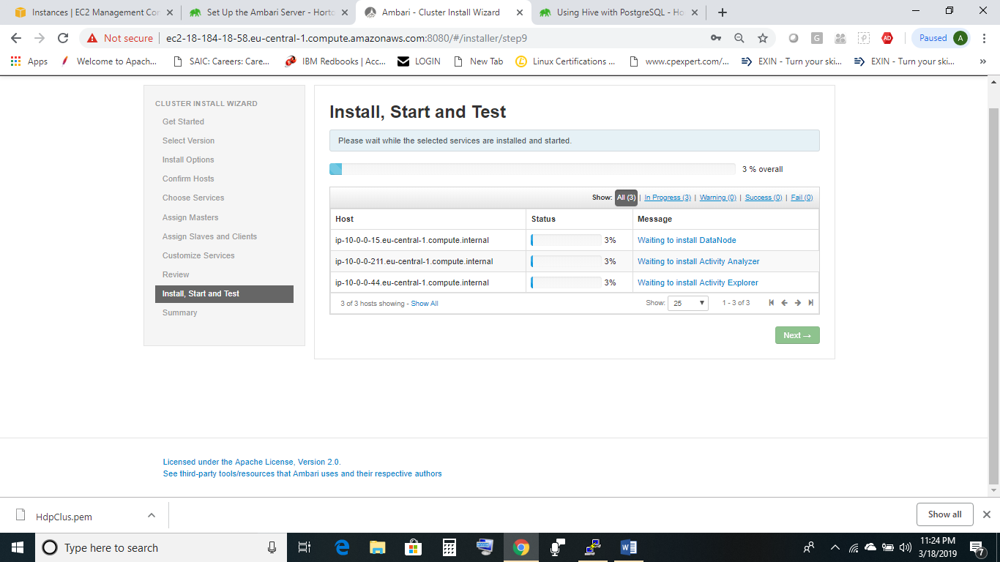 Instances | EC2 Management Con
Set Up the Ambari Server - Horto
Ambari - Cluster Install Wizard
Using Hive with PostgreSQL - Ho
Not secure
ec2-18-184-18-58.eu-central-1.compute.amazonaws.com:8080/#/installer/step9
G
AD
Paused
A
Apps
Welcome to Apach...
SAIC: Careers: Care...
IBM Redbooks | Acc...
LOGIN
New Tab
Linux Certifications ...
www.cpexpert.com/...
EXIN - Turn your ski...
EXIN - Turn your ski...
»
CLUSTER INSTALL WIZARD
Get Started
Select Version
Install Options
Confirm Hosts
Choose Services
Assign Masters
Assign Slaves and Clients
Customize Services
Review
Install, Start and Test
Summary
Install, Start and Test
Please wait while the selected services are installed and started.
3 % overall
Show: All (3) | In Progress (3) | Warning (0) | Success (0) | Fail (0)
Host Status Message
ip-10-0-0-15.eu-central-1.compute.internal 3% Waiting to install DataNode
ip-10-0-0-211.eu-central-1.compute.internal 3% Waiting to install Activity Analyzer
ip-10-0-0-44.eu-central-1.compute.internal 3% Waiting to install Activity Explorer
3 of 3 hosts showing - Show All Show: 25 1 - 3 of 3
Next →
Licensed under the Apache License, Version 2.0.
See third-party tools/resources that Ambari uses and their respective authors
HdpClus.pem
Show all
Type here to search
11:24 PM
3/18/2019
7